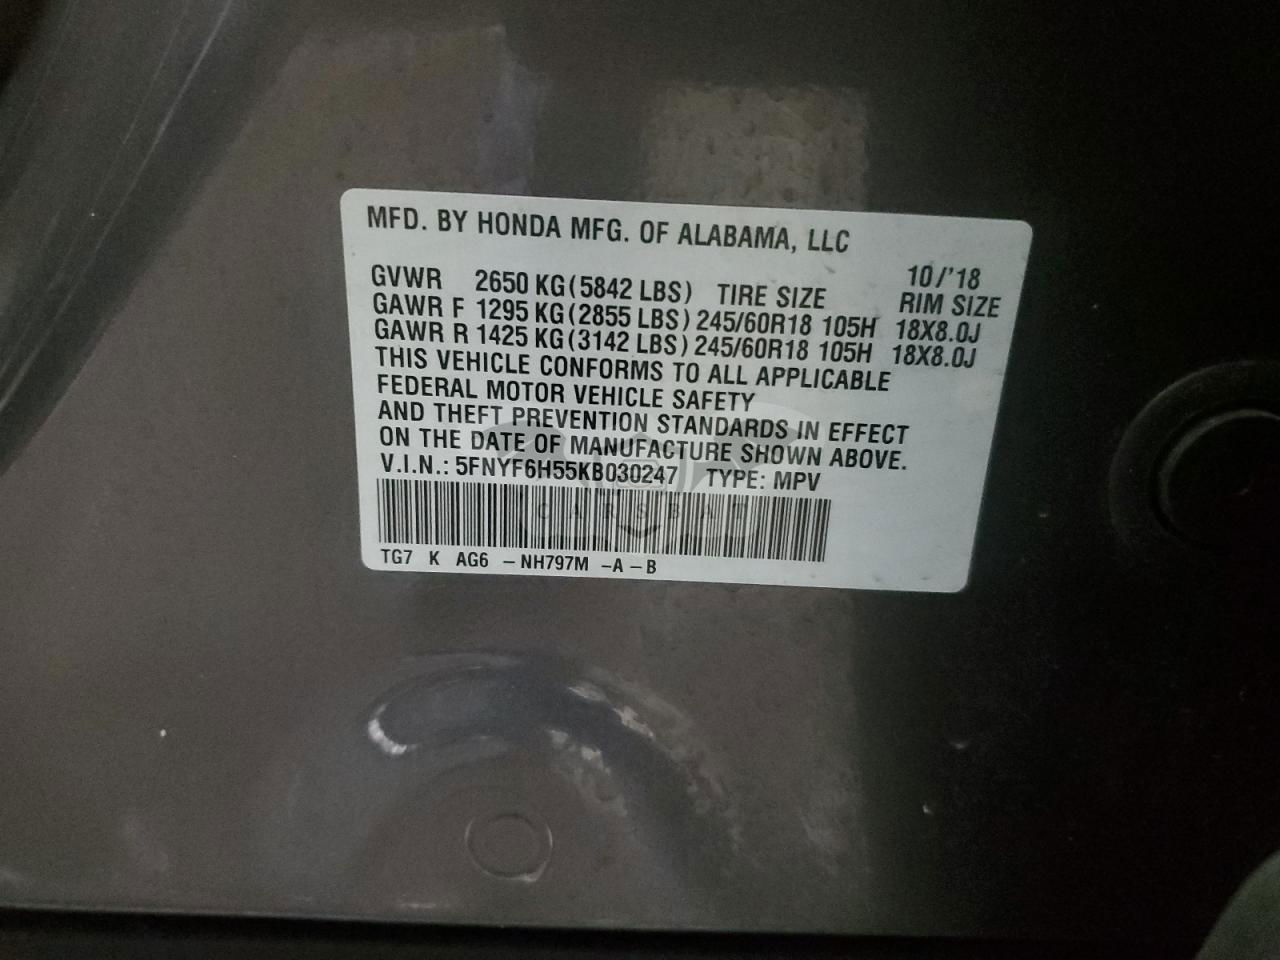 MFD. BY HONDA MFG. OF ALABAMA, LLC
10/'18
GVWR 2650 KG(5842 LBS) TIRE SIZE RIM SIZE
GAWR F 1295 KG(2855 LBS) 245/60R18 105H 18X8.0J
GAWR R 1425 KG(3142 LBS) 245/60R18 105H 18X8.0J
THIS VEHICLE CONFORMS TO ALL APPLICABLE
FEDERAL MOTOR VEHICLE SAFETY
AND THEFT PREVENTION STANDARDS IN EFFECT
ON THE DATE OF MANUFACTURE SHOWN ABOVE.
V.I.N.: 5FNYF6H55KB030247 TYPE: MPV
CARSBAT
TG7 K AG6 -NH797M -A-B